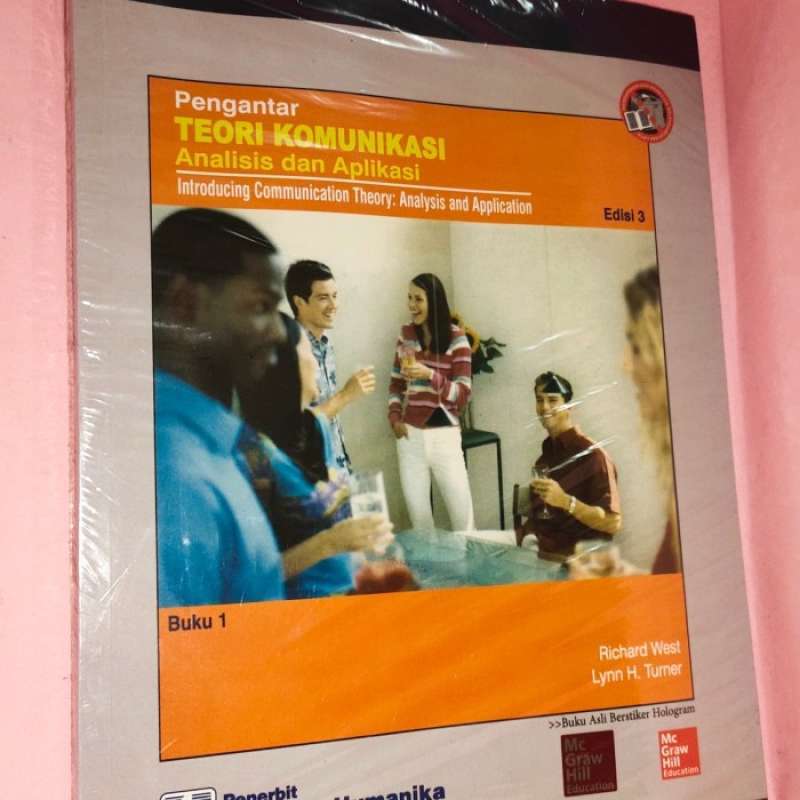 Pengantar
TEORI KOMUNIKASI
Analisis dan Aplikasi
Introducing Communication Theory: Analysis and Application
Edisi 3
Buku 1
Richard West
Lynn H. Turner
>>Buku Asli Berstiker Hologram
Mc
Graw
Hill
Education
Mc
Graw
Hill
Education
Penerbit
Humanika